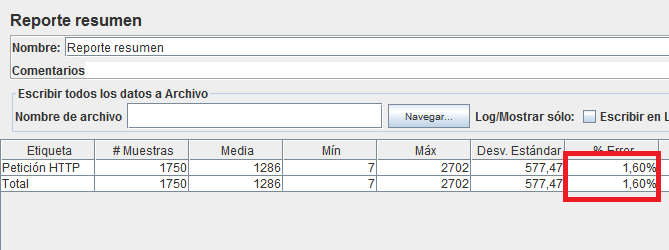 Reporte resumen
Nombre: Reporte resumen
Comentarios
Escribir todos los datos a Archivo
Nombre de archivo Navegar... Log/Mostrar sólo: Escribir en L
Etiqueta # Muestras Media Mín Máx Desv. Estándar % Error
Petición HTTP 1750 1286 7 2702 577,47 1,60%
Total 1750 1286 7 2702 577,47 1,60%